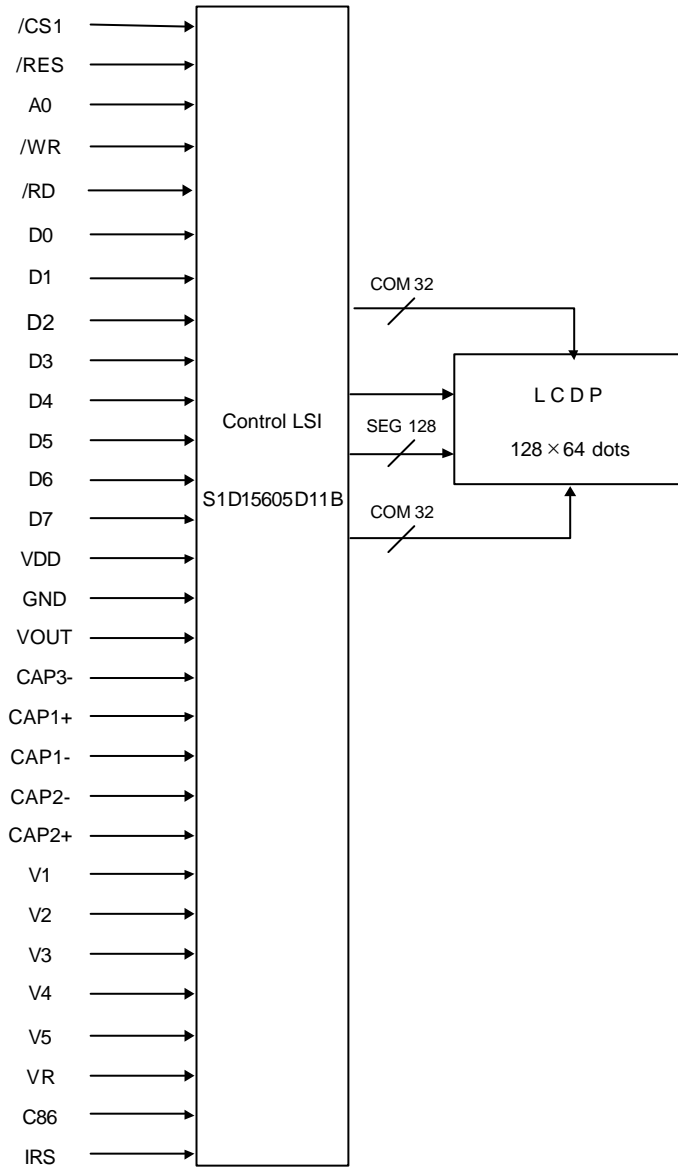 /CS1
/RES
A0
/WR
/RD
D0
D1
D2
D3
D4
D5
D6
D7
VDD
GND
VOUT
CAP3-
CAP1+
CAP1-
CAP2-
CAP2+
V1
V2
V3
V4
V5
VR
C86
IRS
Control LSI
S1D15605D11B
COM 32
SEG 128
COM 32
LCDP
128×64 dots